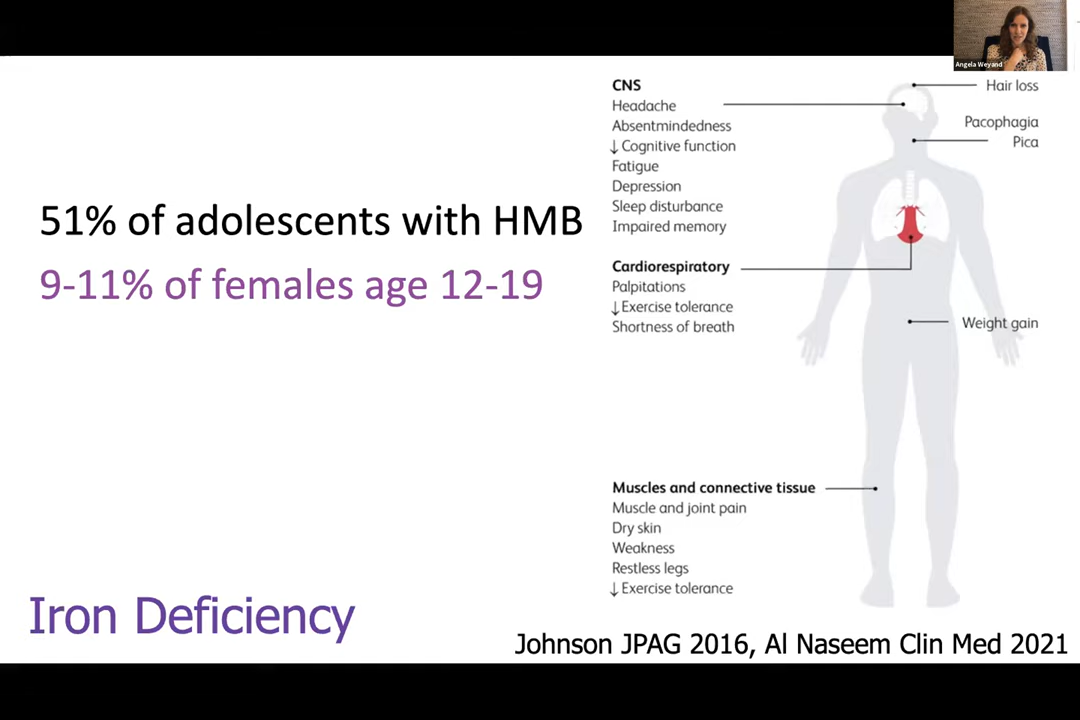 Angela Weyand
51% of adolescents with HMB
9-11% of females age 12-19
CNS
Headache
Absentmindedness
↓ Cognitive function
Fatigue
Depression
Sleep disturbance
Impaired memory
Cardiorespiratory
Palpitations
↓ Exercise tolerance
Shortness of breath
Muscles and connective tissue
Muscle and joint pain
Dry skin
Weakness
Restless legs
↓ Exercise tolerance
Hair loss
Pacophagia
Pica
Weight gain
Iron Deficiency
Johnson JPAG 2016, Al Naseem Clin Med 2021